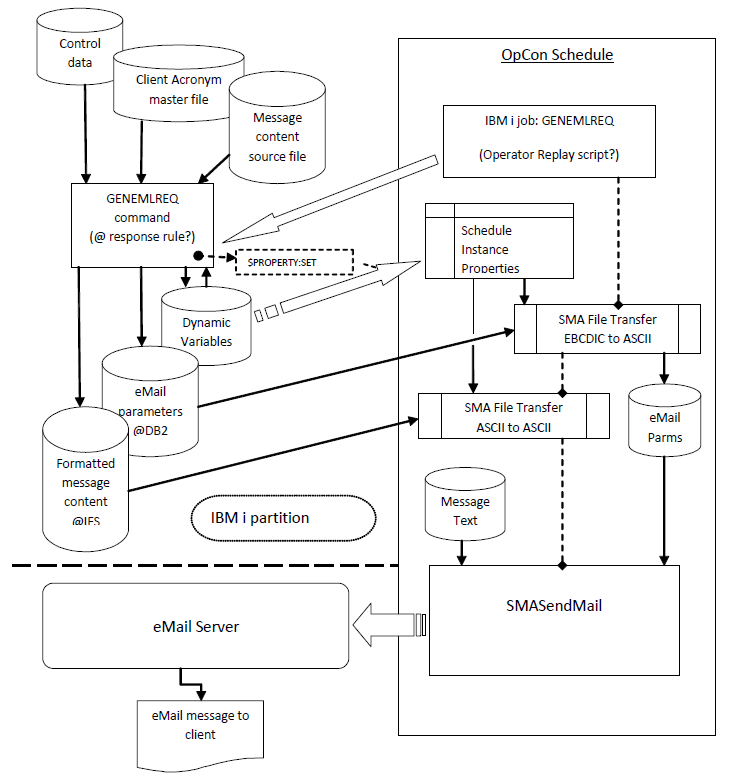 Control
data
Client Acronym
master file
Message
content
source file
OpCon Schedule
IBM i job: GENEMLREQ
(Operator Replay script?)
GENEMLREQ
command
(@ response rule?)
$PROPERTY:SET
Schedule
Instance
Properties
Dynamic
Variables
SMA File Transfer
EBCDIC to ASCII
eMail
parameters
@DB2
SMA File Transfer
ASCII to ASCII
eMail
Parms
Formatted
message
content
@IFS
Message
Text
IBM i partition
SMASendMail
eMail Server
eMail message to
client